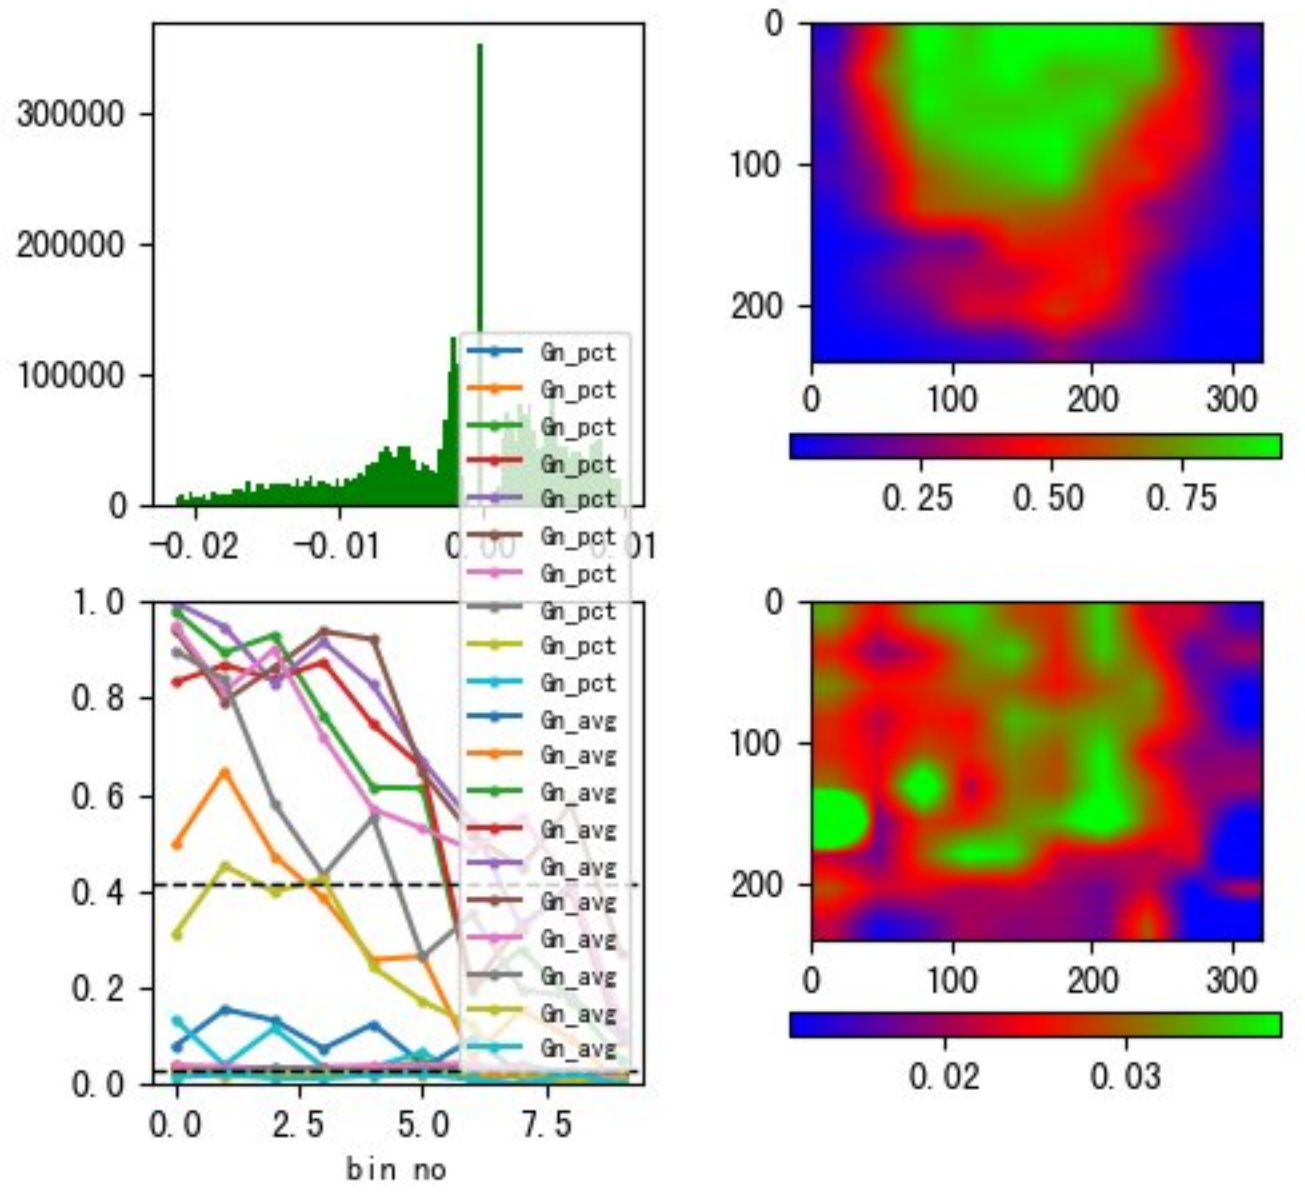 300000
200000
100000
0
-0.02 -0.01 0.00 0.01
0
100
200
0 100 200 300
0.25 0.50 0.75
Gn_pct
Gn_pct
Gn_pct
Gn_pct
Gn_pct
Gn_pct
Gn_pct
Gn_pct
Gn_pct
Gn_pct
Gn_avg
Gn_avg
Gn_avg
Gn_avg
Gn_avg
Gn_avg
Gn_avg
Gn_avg
Gn_avg
Gn_avg
1.0
0.8
0.6
0.4
0.2
0.0
0.0 2.5 5.0 7.5
bin no
0
100
200
0 100 200 300
0.02 0.03